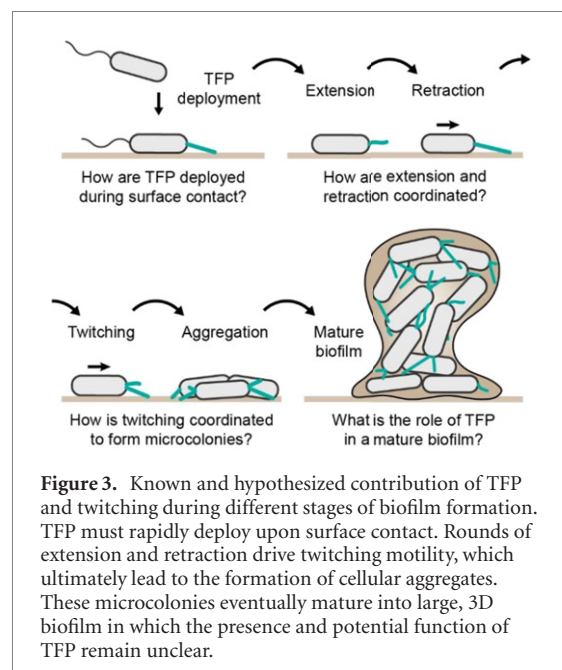 TFP
deployment
Extension
Retraction
How are TFP deployed
during surface contact?
How are extension and
retraction coordinated?
Twitching
Aggregation
Mature
biofilm
How is twitching coordinated
to form microcolonies?
What is the role of TFP
in a mature biofilm?
Figure 3. Known and hypothesized contribution of TFP
and twitching during different stages of biofilm formation.
TFP must rapidly deploy upon surface contact. Rounds of
extension and retraction drive twitching motility, which
ultimately lead to the formation of cellular aggregates.
These microcolonies eventually mature into large, 3D
biofilm in which the presence and potential function of
TFP remain unclear.